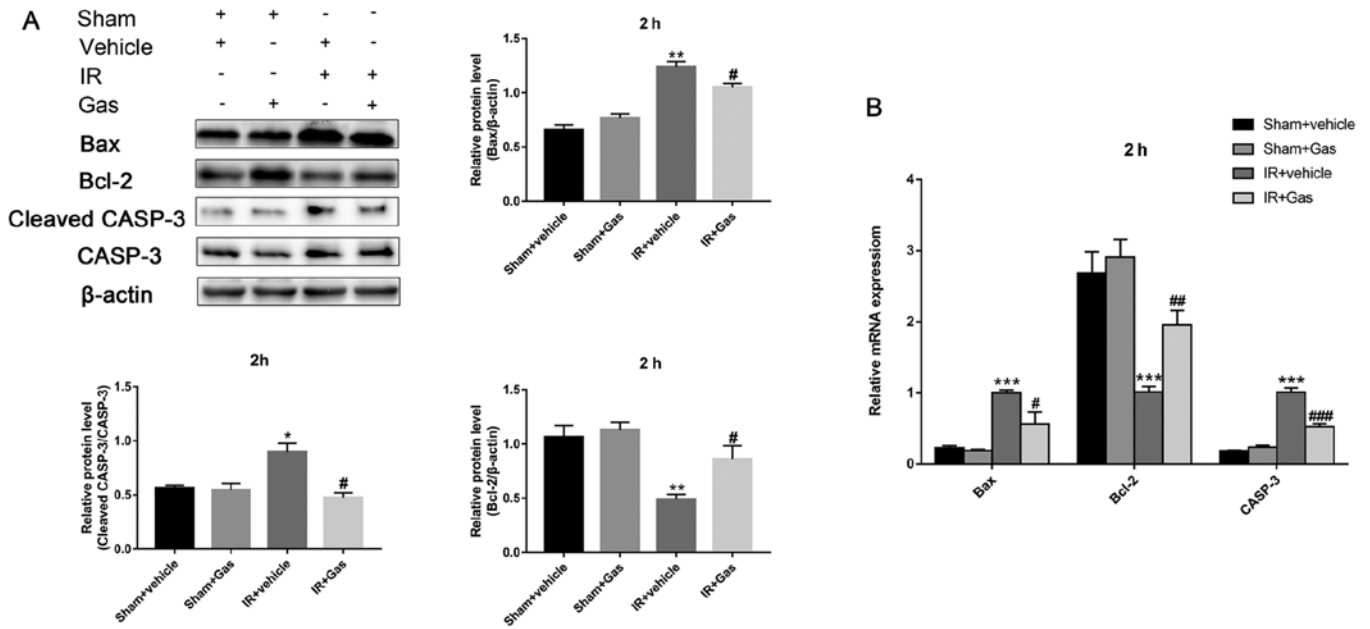 A
Sham + + - -
Vehicle + - + -
IR - - + +
Gas - + - +
Bax
Bcl-2
Cleaved CASP-3
CASP-3
β-actin
2 h
Relative protein level
(Bax/β-actin)
1.5
1.0
0.5
0.0
**
#
Sham+vehicle
Sham+Gas
IR+vehicle
IR+Gas
2h
Relative protein level
(Cleaved CASP-3/CASP-3)
1.5
1.0
0.5
0.0
*
#
Sham+vehicle
Sham+Gas
IR+vehicle
IR+Gas
2 h
Relative protein level
(Bcl-2/β-actin)
1.5
1.0
0.5
0.0
**
#
Sham+vehicle
Sham+Gas
IR+vehicle
IR+Gas
B
Sham+vehicle
Sham+Gas
IR+vehicle
IR+Gas
2 h
Relative mRNA expressiom
4
3
2
1
0
***
#
***
##
***
###
Bax
Bcl-2
CASP-3